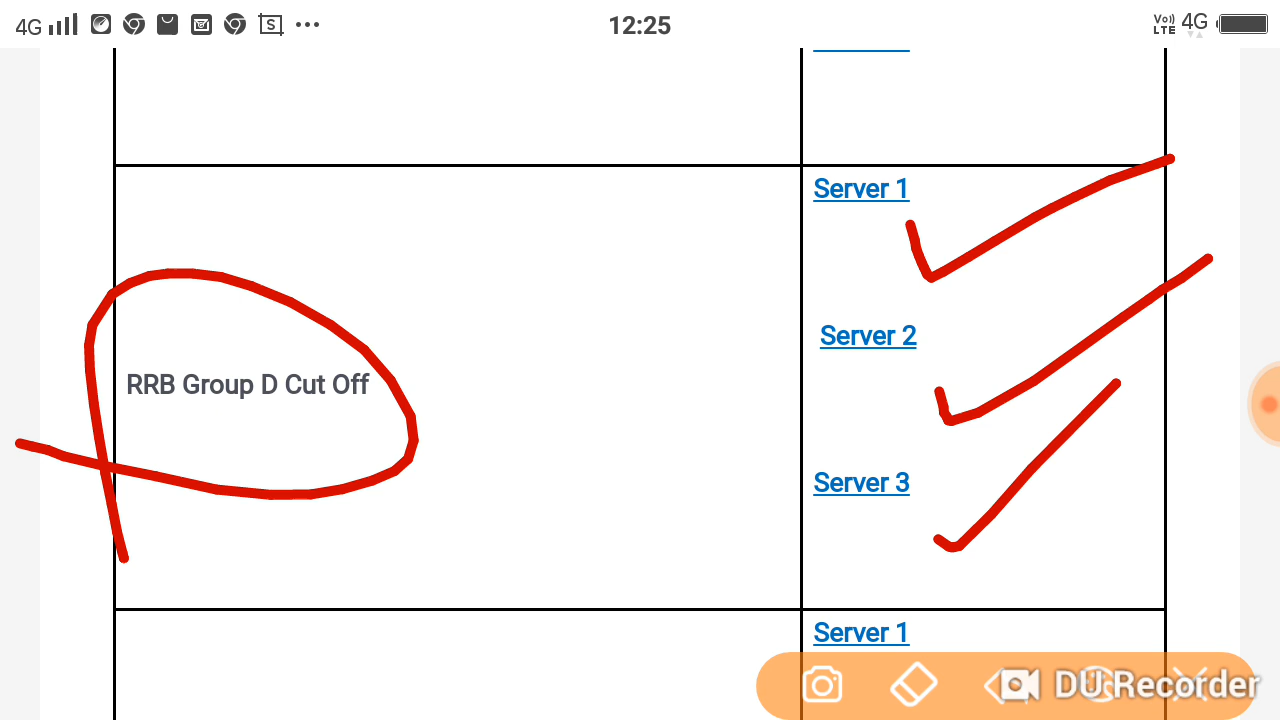 4G 12:25 Vo)) LTE 4G
Server 1
Server 2
RRB Group D Cut Off
Server 3
Server 1
DU Recorder